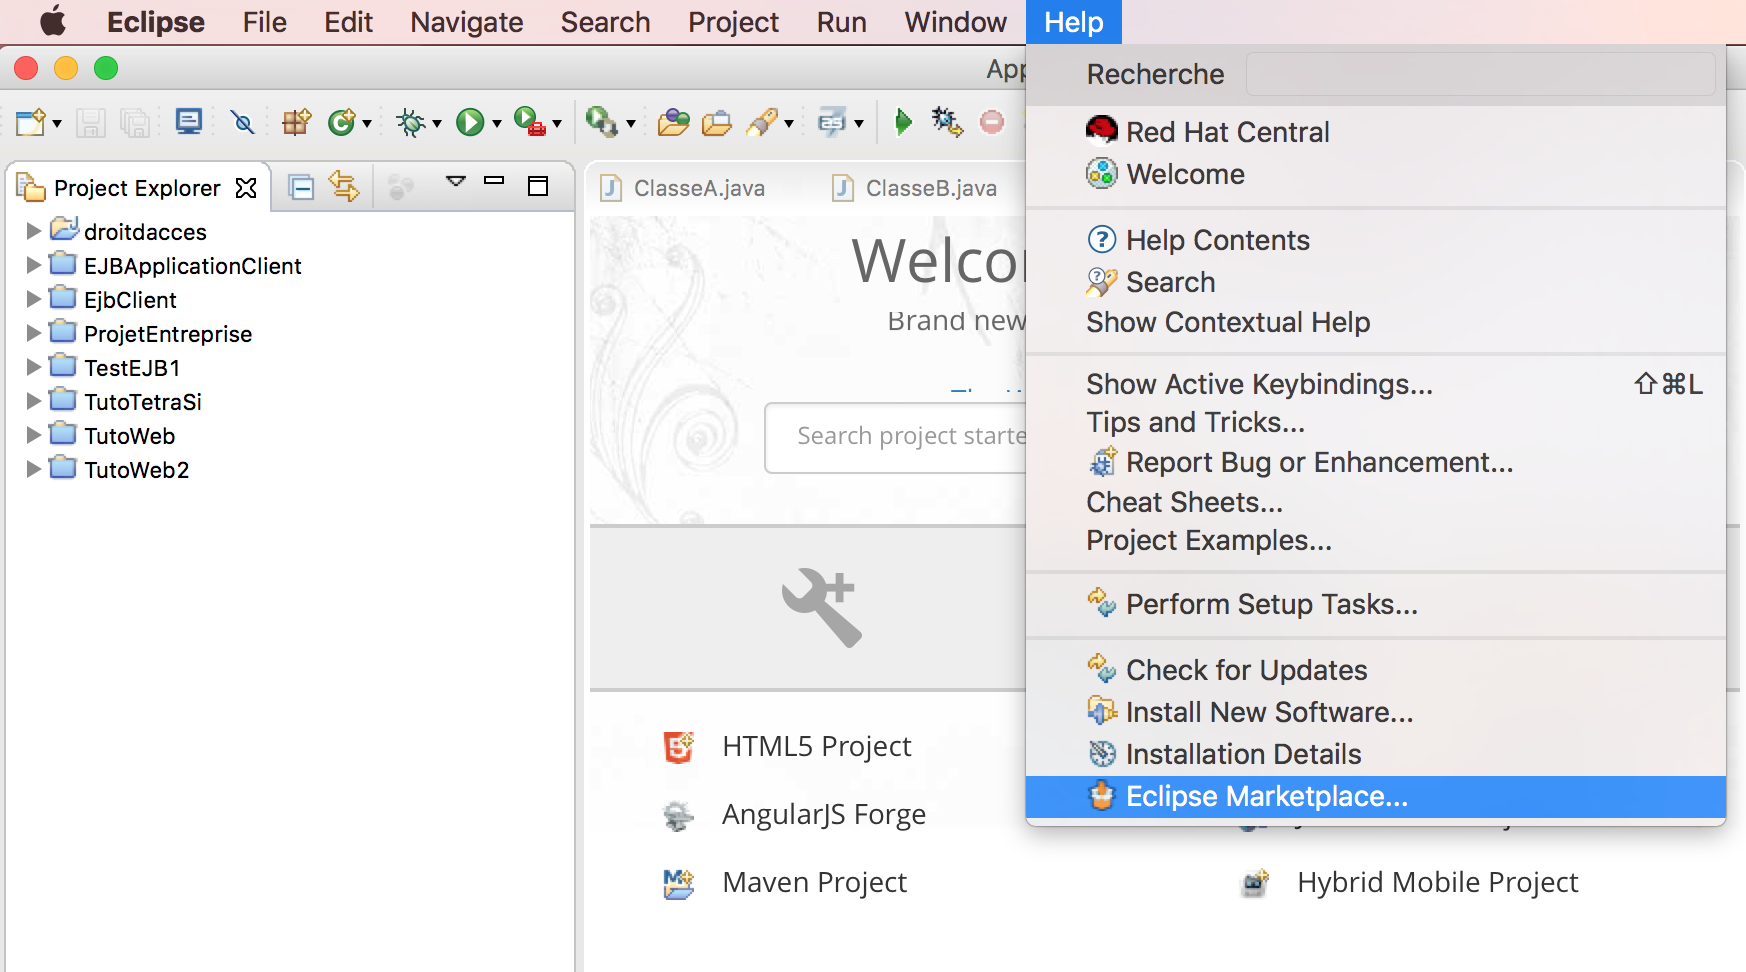 Eclipse File Edit Navigate Search Project Run Window Help
App
Recherche
Red Hat Central
Welcome
Help Contents
Search
Show Contextual Help
Show Active Keybindings... ⇧⌘L
Tips and Tricks...
Report Bug or Enhancement...
Cheat Sheets...
Project Examples...
Perform Setup Tasks...
Check for Updates
Install New Software...
Installation Details
Eclipse Marketplace...
Project Explorer
droitdacces
EJBApplicationClient
EjbClient
ProjetEntreprise
TestEJB1
TutoTetraSi
TutoWeb
TutoWeb2
ClasseA.java ClasseB.java
Welco
Brand new
Search project starte
HTML5 Project
AngularJS Forge
Maven Project
Hybrid Mobile Project